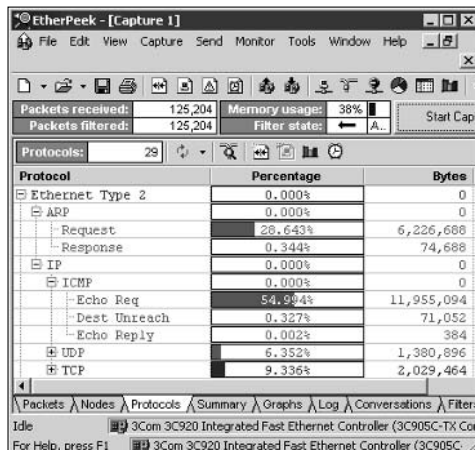 EtherPeek - [Capture 1]
File Edit View Capture Send Monitor Tools Window Help
Packets received: 125,204 Memory usage: 38%
Packets filtered: 125,204 Filter state: A..
Start Cap
Protocols: 29
Protocol Percentage Bytes
Ethernet Type 2 0.000% 0
ARP 0.000% 0
Request 28.643% 6,226,688
Response 0.344% 74,688
IP 0.000% 0
ICMP 0.000% 0
Echo Req 54.994% 11,955,094
Dest Unreach 0.327% 71,052
Echo Reply 0.002% 384
UDP 6.352% 1,380,896
TCP 9.336% 2,029,464
Packets Nodes Protocols Summary Graphs Log Conversations Filter
Idle 3Com 3C920 Integrated Fast Ethernet Controller (3C905C-TX Co
For Help, press F1 3Com 3C920 Integrated Fast Ethernet Controller (3C905C-